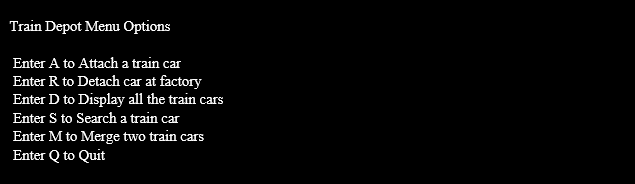 Train Depot Menu Options
Enter A to Attach a train car
Enter R to Detach car at factory
Enter D to Display all the train cars
Enter S to Search a train car
Enter M to Merge two train cars
Enter Q to Quit